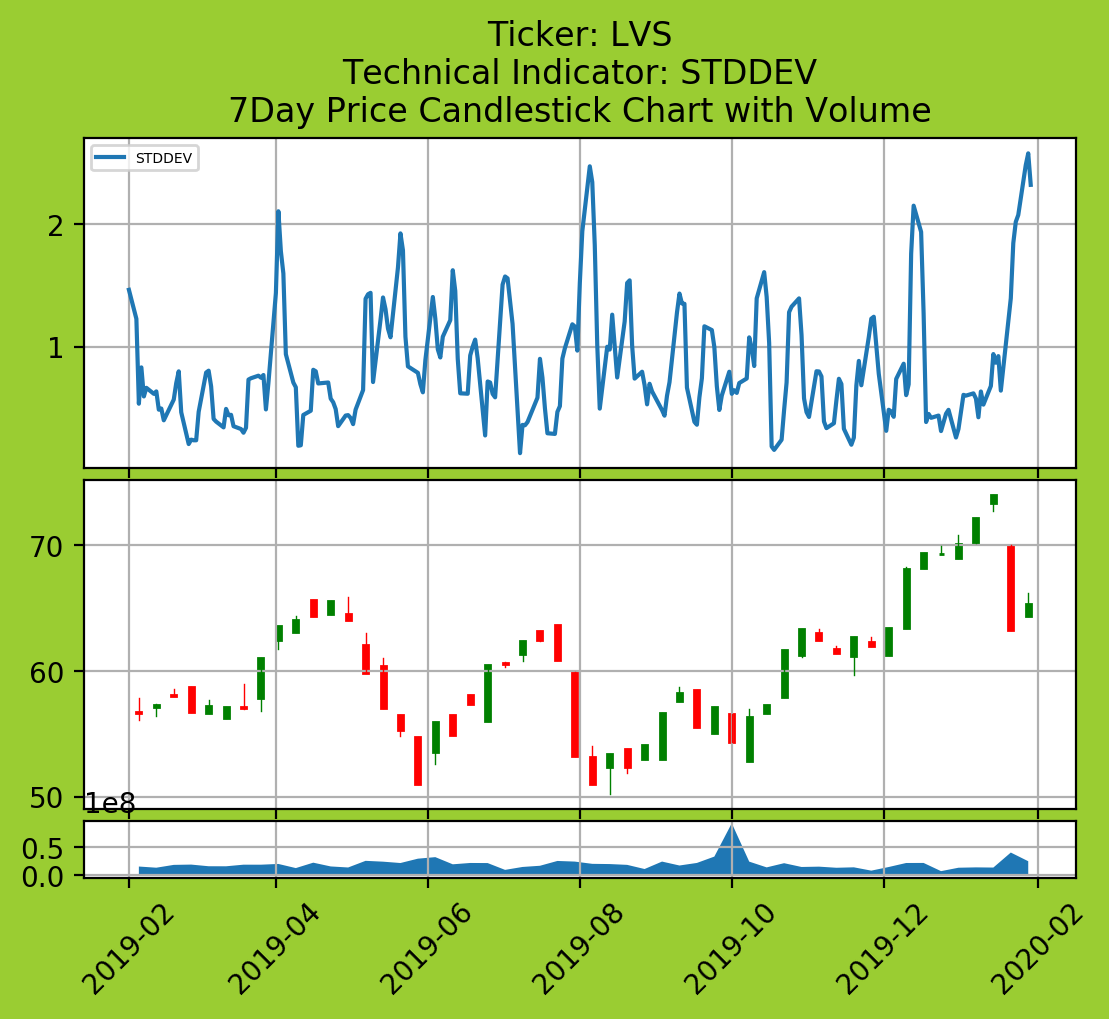 Ticker: LVS
Technical Indicator: STDDEV
7Day Price Candlestick Chart with Volume
STDDEV
2
1
70
60
50
1e8
0.5
0.0
2019-02
2019-04
2019-06
2019-08
2019-10
2019-12
2020-02